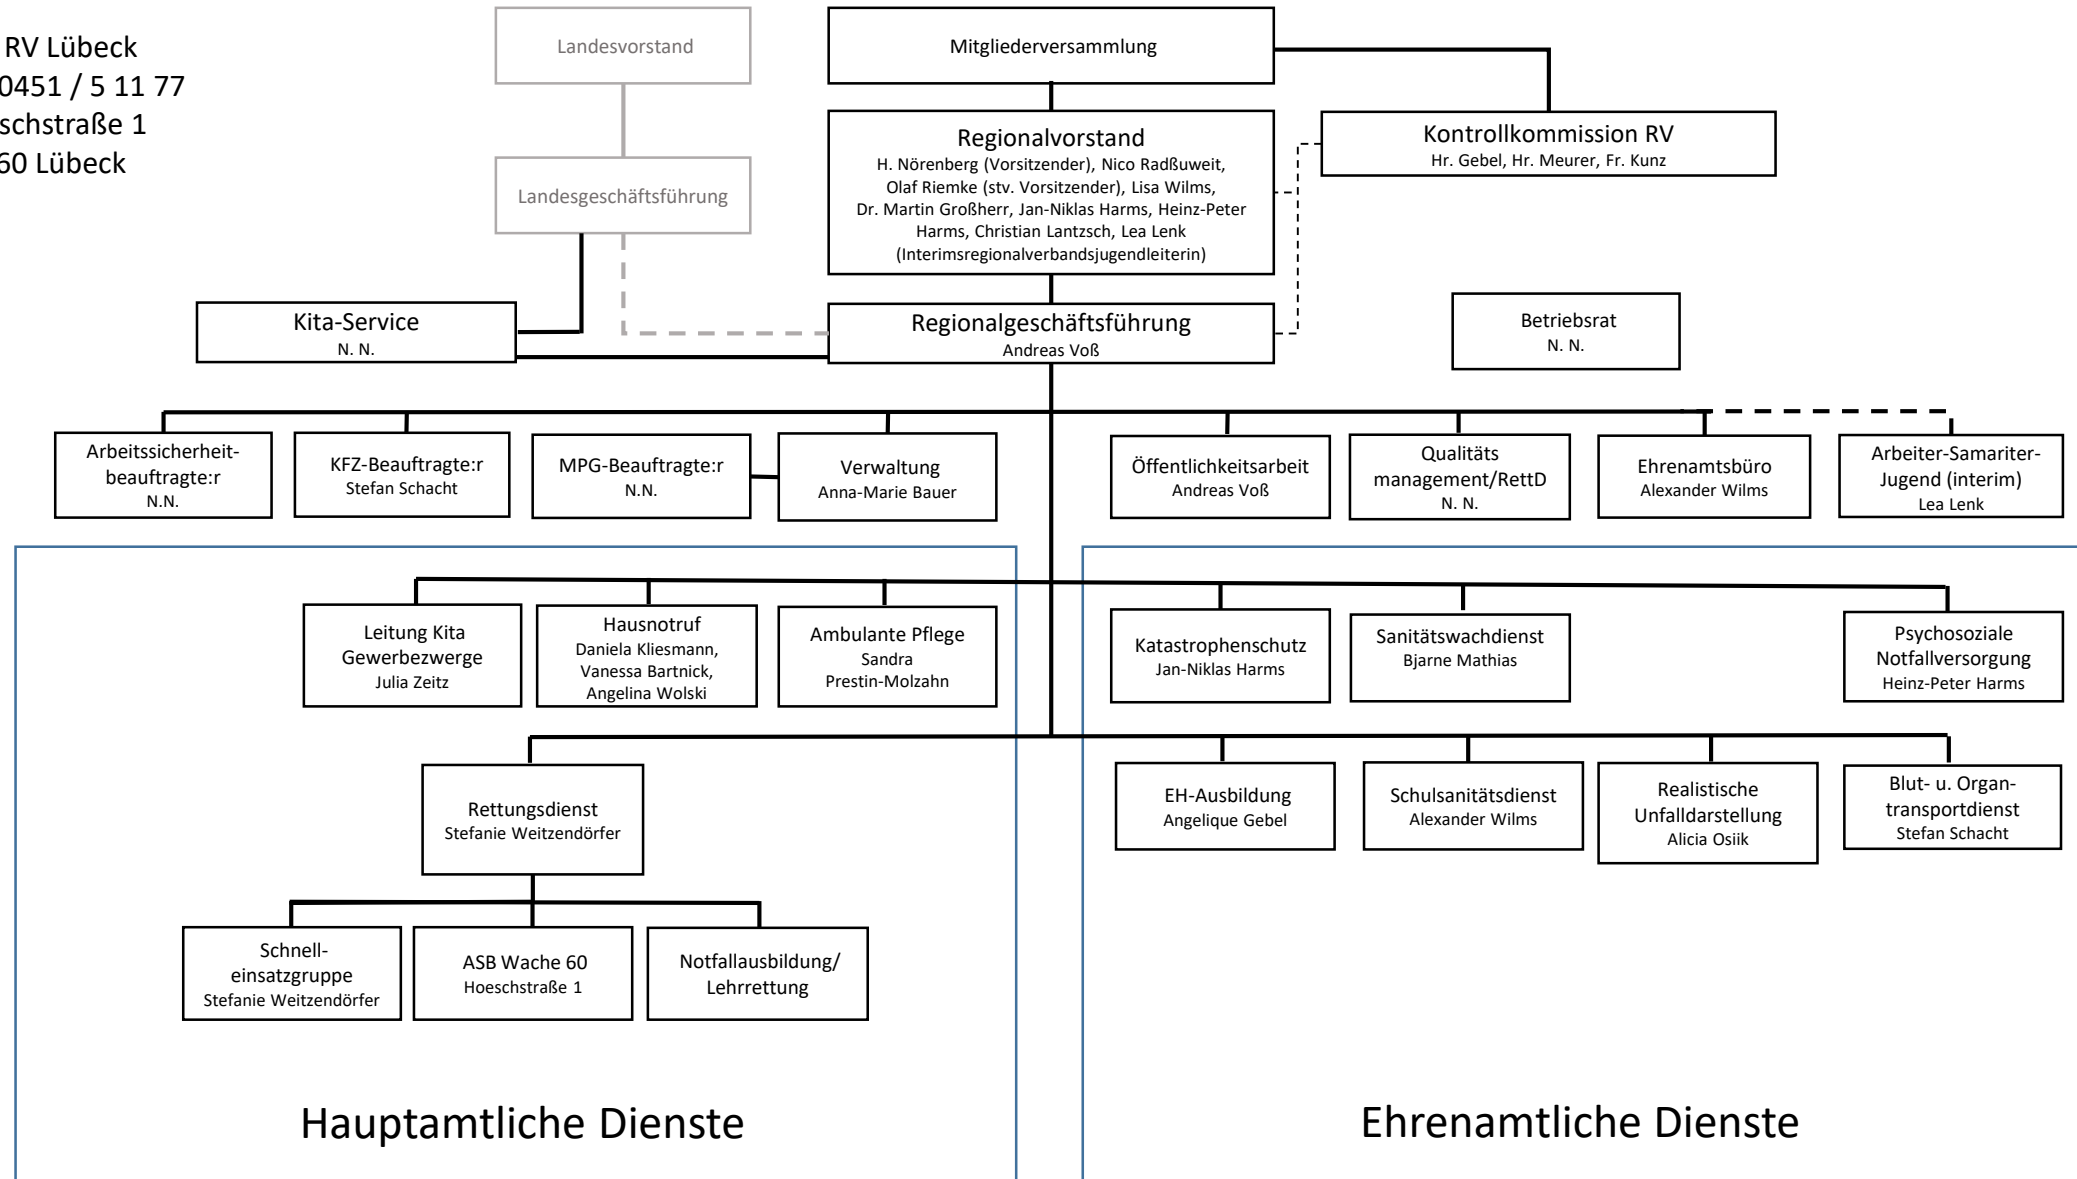 RV Lübeck
0451 / 5 11 77
schstraße 1
60 Lübeck
Landesvorstand
Mitgliederversammlung
Regionalvorstand
H. Nörenberg (Vorsitzender), Nico Radßuweit,
Olaf Riemke (stv. Vorsitzender), Lisa Wilms,
Dr. Martin Großherr, Jan-Niklas Harms, Heinz-Peter
Harms, Christian Lantzsch, Lea Lenk
(Interimsregionalverbandsjugendleiterin)
Kontrollkommission RV
Hr. Gebel, Hr. Meurer, Fr. Kunz
Landesgeschäftsführung
Kita-Service
N. N.
Regionalgeschäftsführung
Andreas Voß
Betriebsrat
N. N.
Arbeitssicherheit-
beauftragte:r
N.N.
KFZ-Beauftragte:r
Stefan Schacht
MPG-Beauftragte:r
N.N.
Verwaltung
Anna-Marie Bauer
Öffentlichkeitsarbeit
Andreas Voß
Qualitäts
management/RettD
N. N.
Ehrenamtsbüro
Alexander Wilms
Arbeiter-Samariter-
Jugend (interim)
Lea Lenk
Leitung Kita
Gewerbezwerge
Julia Zeitz
Hausnotruf
Daniela Kliesmann,
Vanessa Bartnick,
Angelina Wolski
Ambulante Pflege
Sandra
Prestin-Molzahn
Katastrophenschutz
Jan-Niklas Harms
Sanitätswachdienst
Bjarne Mathias
Psychosoziale
Notfallversorgung
Heinz-Peter Harms
Rettungsdienst
Stefanie Weitzendörfer
EH-Ausbildung
Angelique Gebel
Schulsanitätsdienst
Alexander Wilms
Realistische
Unfalldarstellung
Alicia Osiik
Blut- u. Organ-
transportdienst
Stefan Schacht
Schnell-
einsatzgruppe
Stefanie Weitzendörfer
ASB Wache 60
Hoeschstraße 1
Notfallausbildung/
Lehrrettung
Hauptamtliche Dienste
Ehrenamtliche Dienste